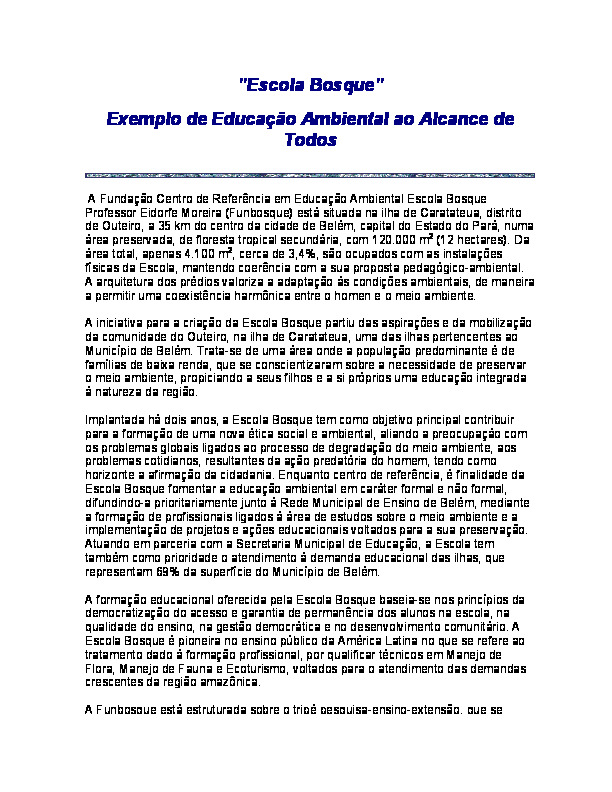 "Escola Bosque"
Exemplo de Educação Ambiental ao Alcance de
Todos
A Fundação Centro de Referência em Educação Ambiental Escola Bosque
Professor Eidorfe Moreira (Funbosque) está situada na ilha de Caratateua, distrito
de Outeiro, a 35 km do centro da cidade de Belém, capital do Estado do Pará, numa
área preservada, de floresta tropical secundária, com 120.000 m² (12 hectares). Da
área total, apenas 4.100 m², cerca de 3,4%, são ocupados com as instalações
físicas da Escola, mantendo coerência com a sua proposta pedagógico-ambiental.
A arquitetura dos prédios valoriza a adaptação às condições ambientais, de maneira
a permitir uma coexistência harmônica entre o homem e o meio ambiente.
A iniciativa para a criação da Escola Bosque partiu das aspirações e da mobilização
da comunidade do Outeiro, na ilha de Caratateua, uma das ilhas pertencentes ao
Município de Belém. Trata-se de uma área onde a população predominante é de
famílias de baixa renda, que se conscientizaram sobre a necessidade de preservar
o meio ambiente, propiciando a seus filhos e a si próprios uma educação integrada
à natureza da região.
Implantada há dois anos, a Escola Bosque tem como objetivo principal contribuir
para a formação de uma nova ética social e ambiental, aliando a preocupação com
os problemas globais ligados ao processo de degradação do meio ambiente, aos
problemas cotidianos, resultantes da ação predatória do homem, tendo como
horizonte a afirmação da cidadania. Enquanto centro de referência, é finalidade da
Escola Bosque fomentar a educação ambiental em caráter formal e não formal,
difundindo-a prioritariamente junto à Rede Municipal de Ensino de Belém, mediante
a formação de profissionais ligados à área de estudos sobre o meio ambiente e a
implementação de projetos e ações educacionais voltados para a sua preservação.
Atuando em parceria com a Secretaria Municipal de Educação, a Escola tem
também como prioridade o atendimento à demanda educacional das ilhas, que
representam 69% da superfície do Município de Belém.
A formação educacional oferecida pela Escola Bosque baseia-se nos princípios da
democratização do acesso e garantia de permanência dos alunos na escola, na
qualidade do ensino, na gestão democrática e no desenvolvimento comunitário. A
Escola Bosque é pioneira no ensino público da América Latina no que se refere ao
tratamento dado à formação profissional, por qualificar técnicos em Manejo de
Flora, Manejo de Fauna e Ecoturismo, voltados para o atendimento das demandas
crescentes da região amazônica.
A Funbosque está estruturada sobre o tripé pesquisa-ensino-extensão, que se